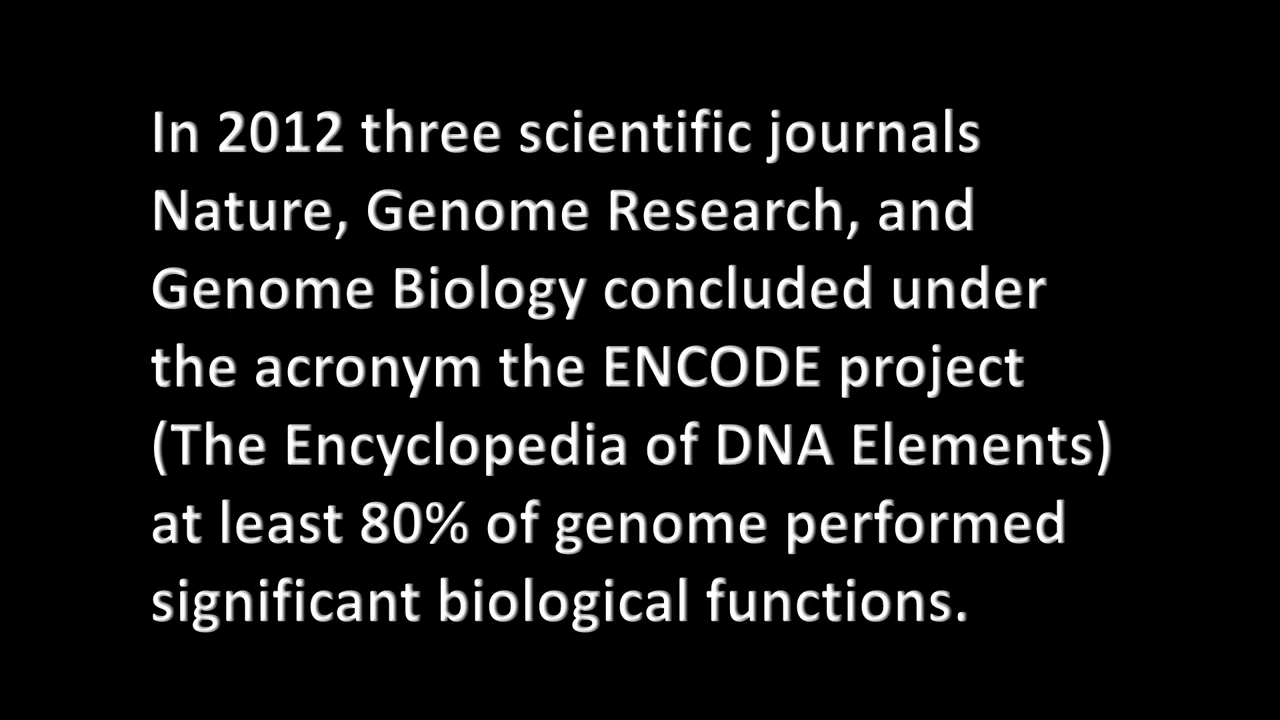 In 2012 three scientific journals
Nature, Genome Research, and
Genome Biology concluded under
the acronym the ENCODE project
(The Encyclopedia of DNA Elements)
at least 80% of genome performed
significant biological functions.